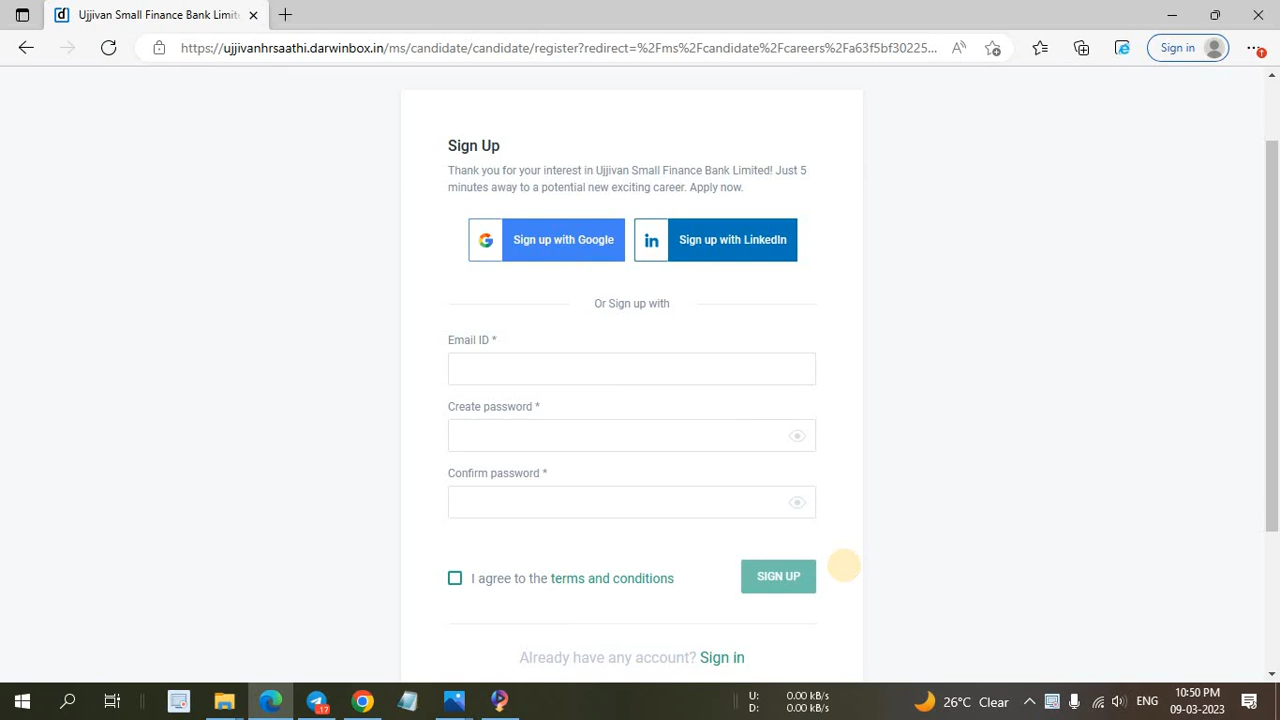 Ujjivan Small Finance Bank Limite
https://ujjivanhrsaathi.darwinbox.in/ms/candidate/candidate/register?redirect=%2Fms%2Fcandidate%2Fcareers%2Fa63f5bf30225...
Sign in
Sign Up
Thank you for your interest in Ujjivan Small Finance Bank Limited! Just 5
minutes away to a potential new exciting career. Apply now.
Sign up with Google
in Sign up with LinkedIn
Or Sign up with
Email ID *
Create password *
Confirm password *
I agree to the terms and conditions
SIGN UP
Already have any account? Sign in
17
U: 0.00 kB/s
D: 0.00 kB/s
26°C Clear
ENG
10:50 PM
09-03-2023